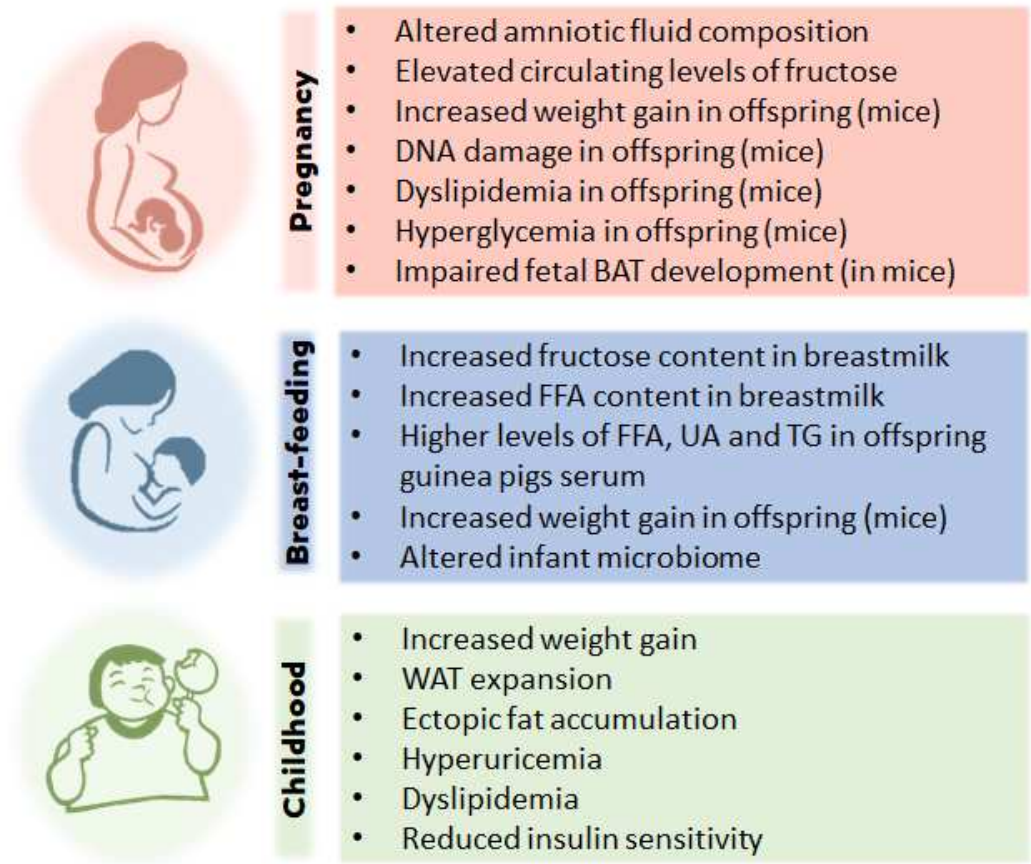 Pregnancy
• Altered amniotic fluid composition
• Elevated circulating levels of fructose
• Increased weight gain in offspring (mice)
• DNA damage in offspring (mice)
• Dyslipidemia in offspring (mice)
• Hyperglycemia in offspring (mice)
• Impaired fetal BAT development (in mice)
Breast-feeding
• Increased fructose content in breastmilk
• Increased FFA content in breastmilk
• Higher levels of FFA, UA and TG in offspring
guinea pigs serum
• Increased weight gain in offspring (mice)
• Altered infant microbiome
Childhood
• Increased weight gain
• WAT expansion
• Ectopic fat accumulation
• Hyperuricemia
• Dyslipidemia
• Reduced insulin sensitivity